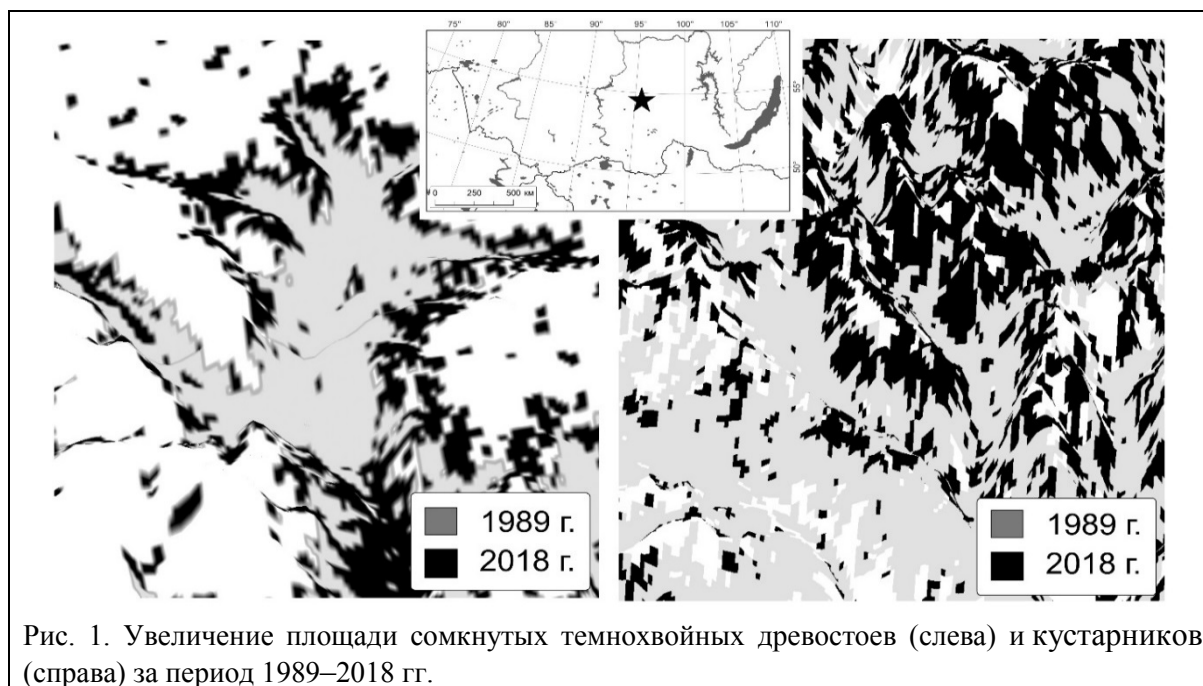 75° 80° 85° 90° 95° 100° 105° 110°
55°
50°
0 250 500 км
1989 г.
2018 г.
1989 г.
2018 г.
Рис. 1. Увеличение площади сомкнутых темнохвойных древостоев (слева) и кустарников
(справа) за период 1989–2018 гг.